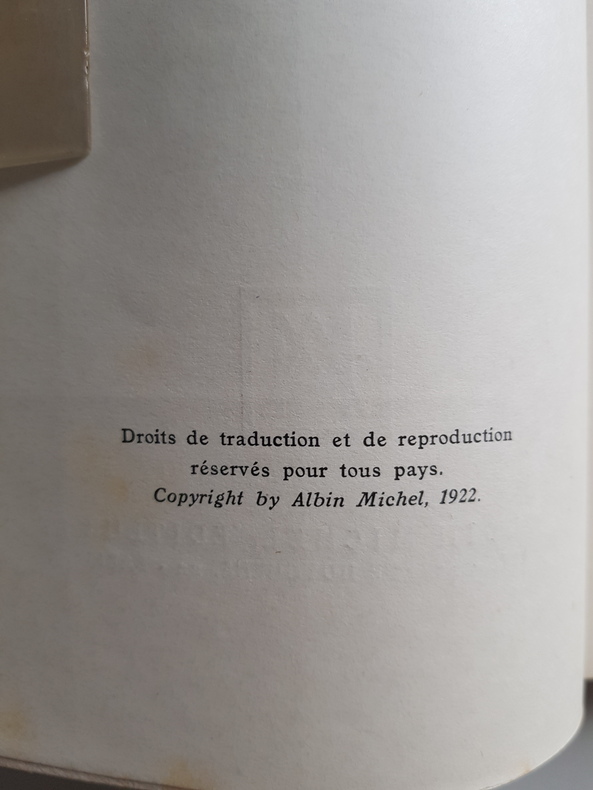 Droits de traduction et de reproduction
réservés pour tous pays.
Copyright by Albin Michel, 1922.